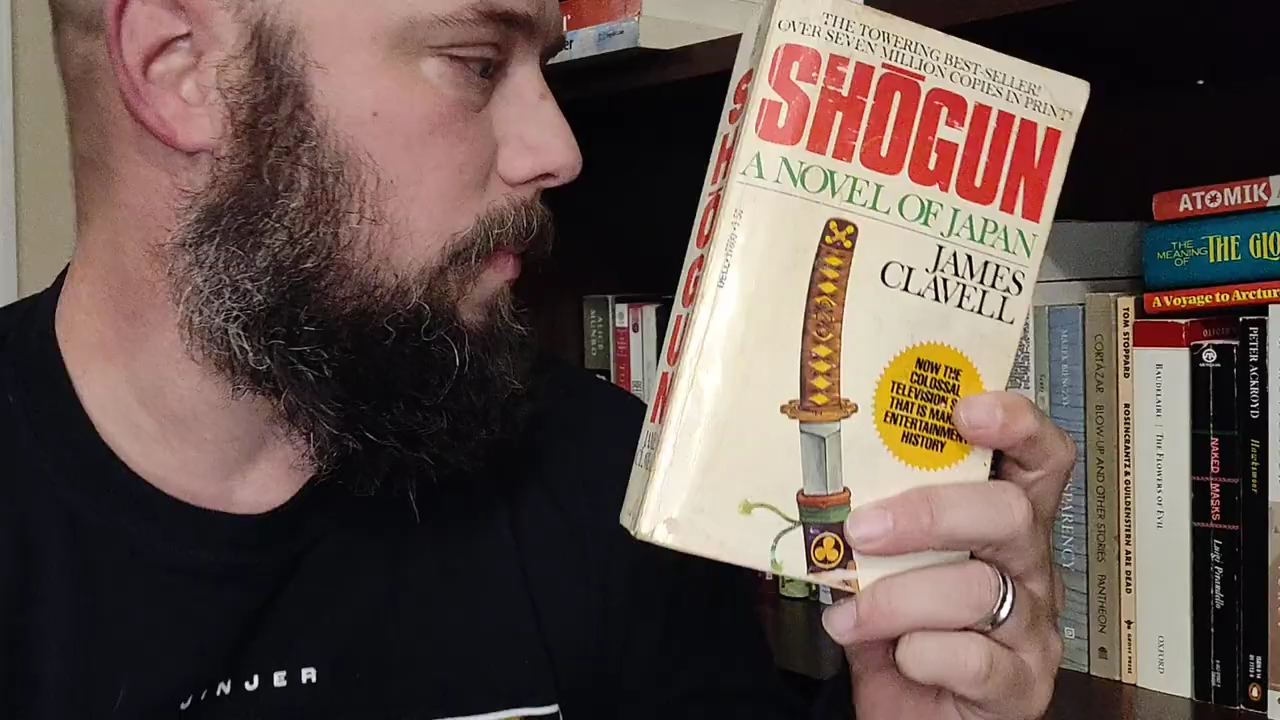 THE TOWERING BEST-SELLER!
OVER SEVEN MILLION COPIES IN PRINT!
SHŌGUN
A NOVEL OF JAPAN
JAMES
CLAVELL
NOW THE
COLOSSAL
TELEVISION
THAT IS
ENTERTAINMENT
HISTORY
SHŌGUN
JINJER
ALICE
MUNRO
ATOMIK
THE
MEANING
OF
THE GLO
A Voyage to Arctur
CORTÁZAR BLOW-UP AND OTHER STORIES PANTHEON
TOM STOPPARD ROSENCRANTZ & GUILDENSTERN ARE DEAD
BAUDELAIRE THE FLOWERS OF EVIL OXFORD
NAKED MASKS Luigi Pirandello
PETER ACKROYD Hawksmoor